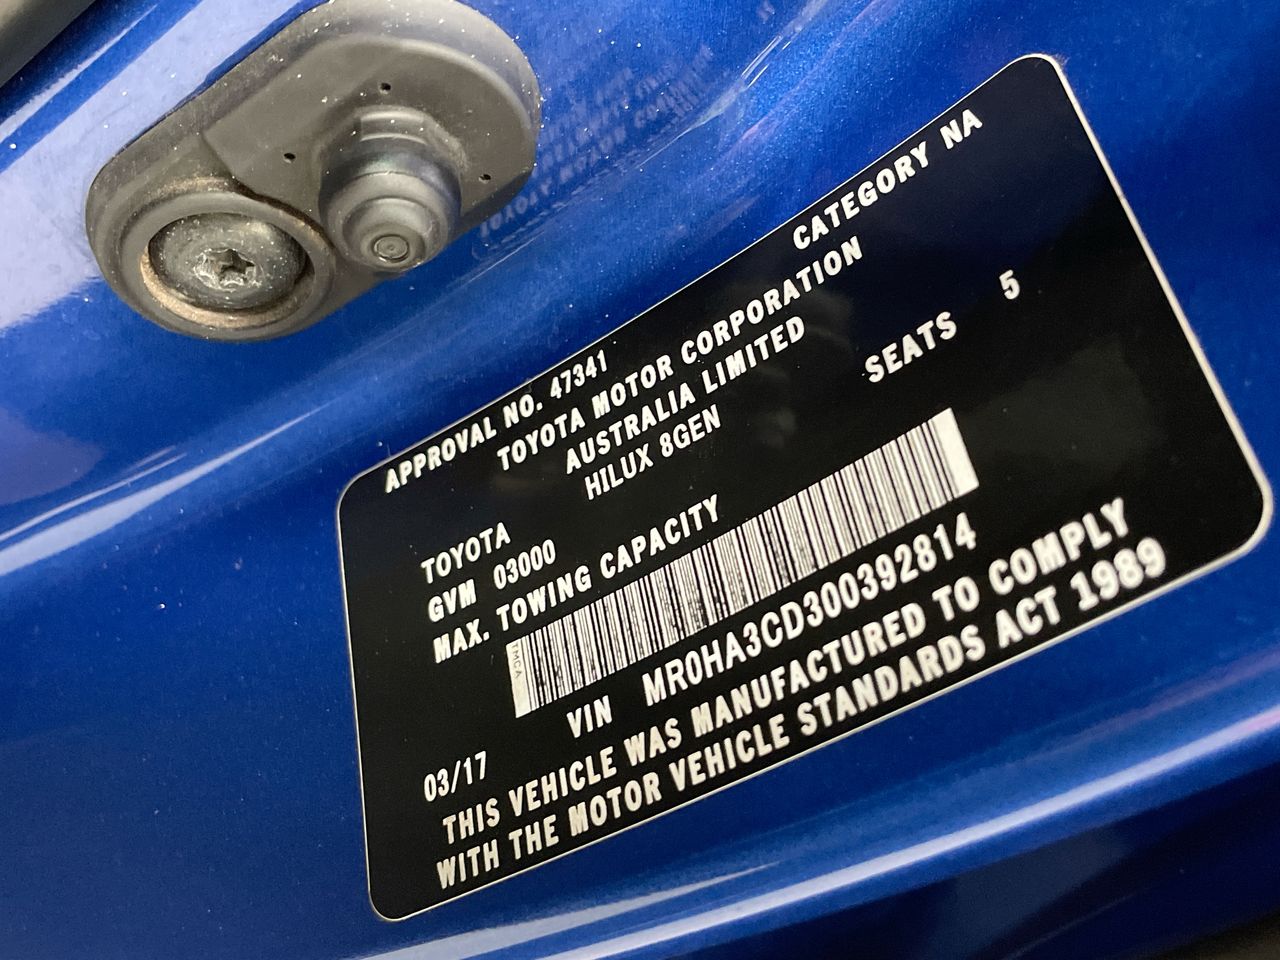 APPROVAL NO. 47341 CATEGORY NA
TOYOTA MOTOR CORPORATION
AUSTRALIA LIMITED
HILUX 8GEN
TOYOTA SEATS 5
GVM 03000
MAX. TOWING CAPACITY
TMCA
VIN MR0HA3CD300392814
03/17
THIS VEHICLE WAS MANUFACTURED TO COMPLY
WITH THE MOTOR VEHICLE STANDARDS ACT 1989